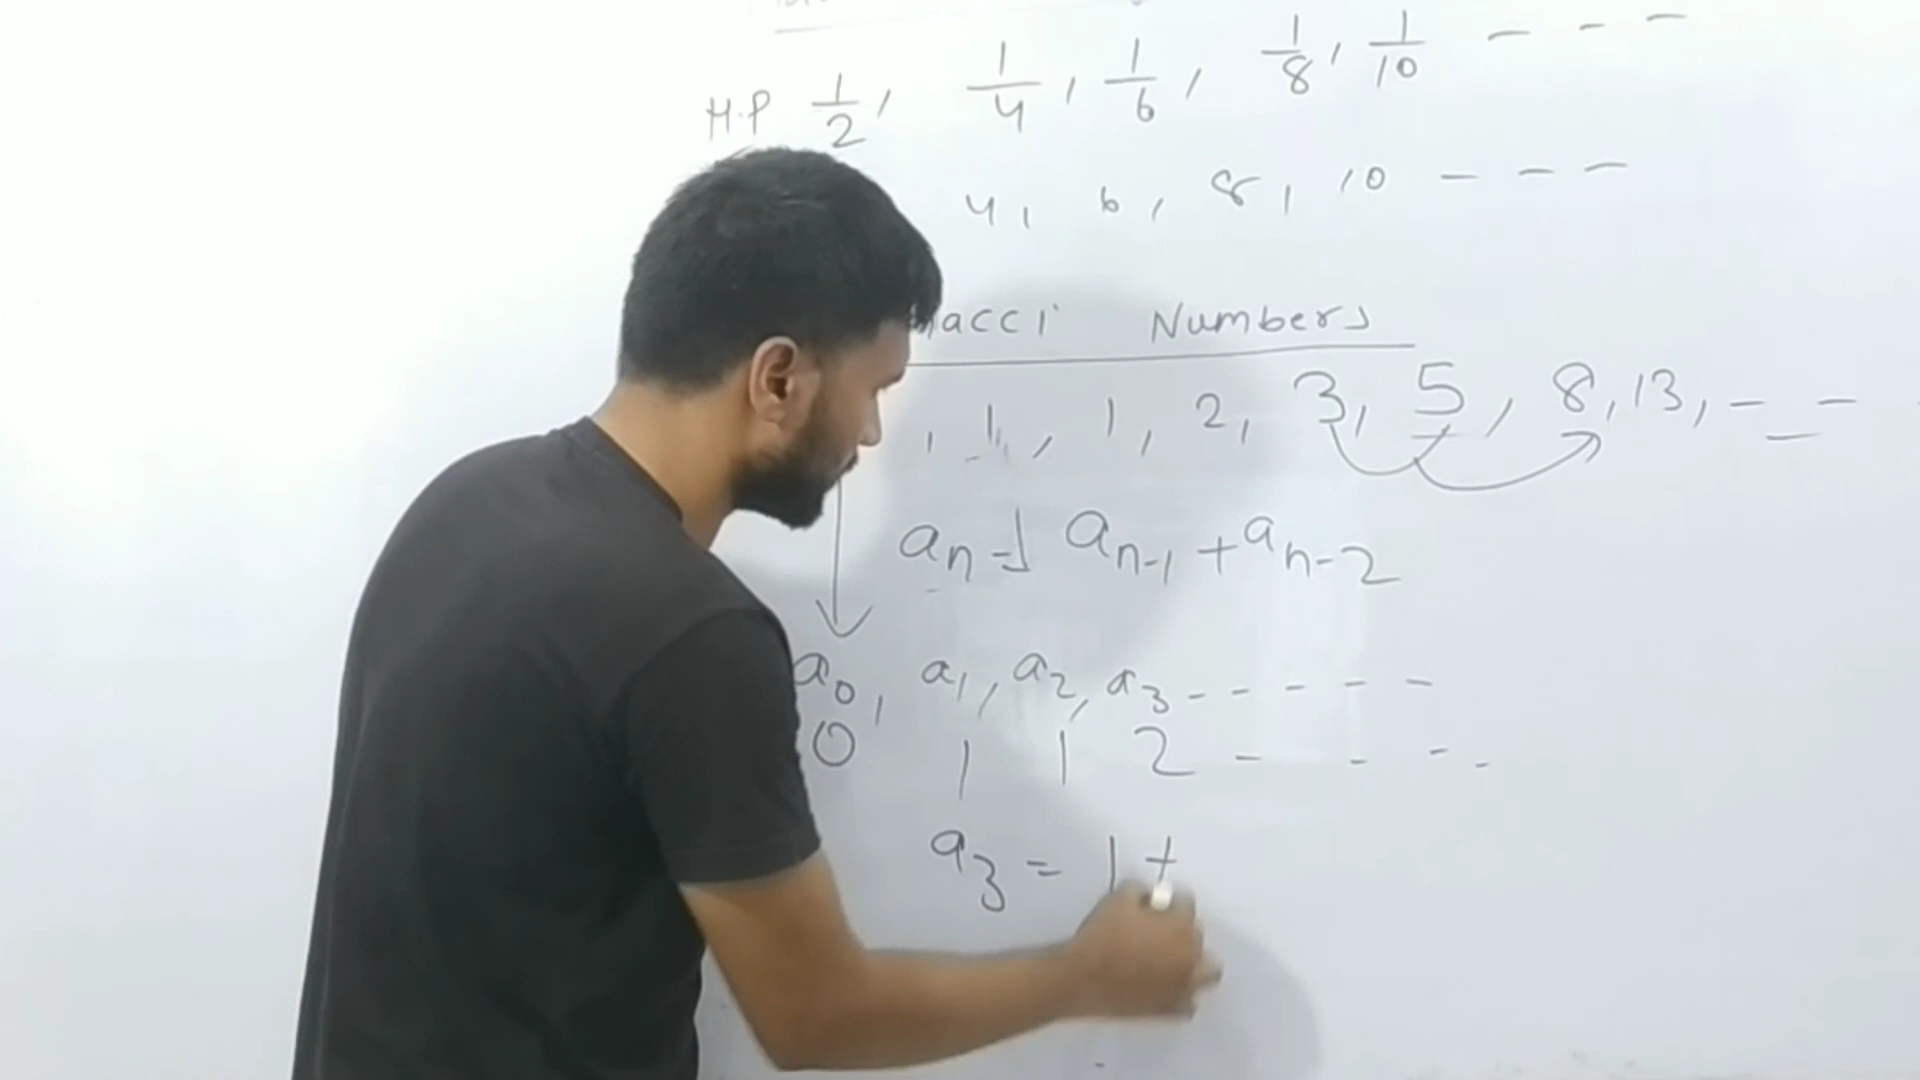 H.P 1/2, 1/4, 1/6, 1/8, 1/10 - - -
4, 6, 8, 10 - - -
acci Numbers
, 1, 1, 2, 3, 5, 8, 13, - - -
an = an-1 + an-2
a0, a1, a2, a3 - - - - -
0 1 1 2 - - - -
a3 = 1 +